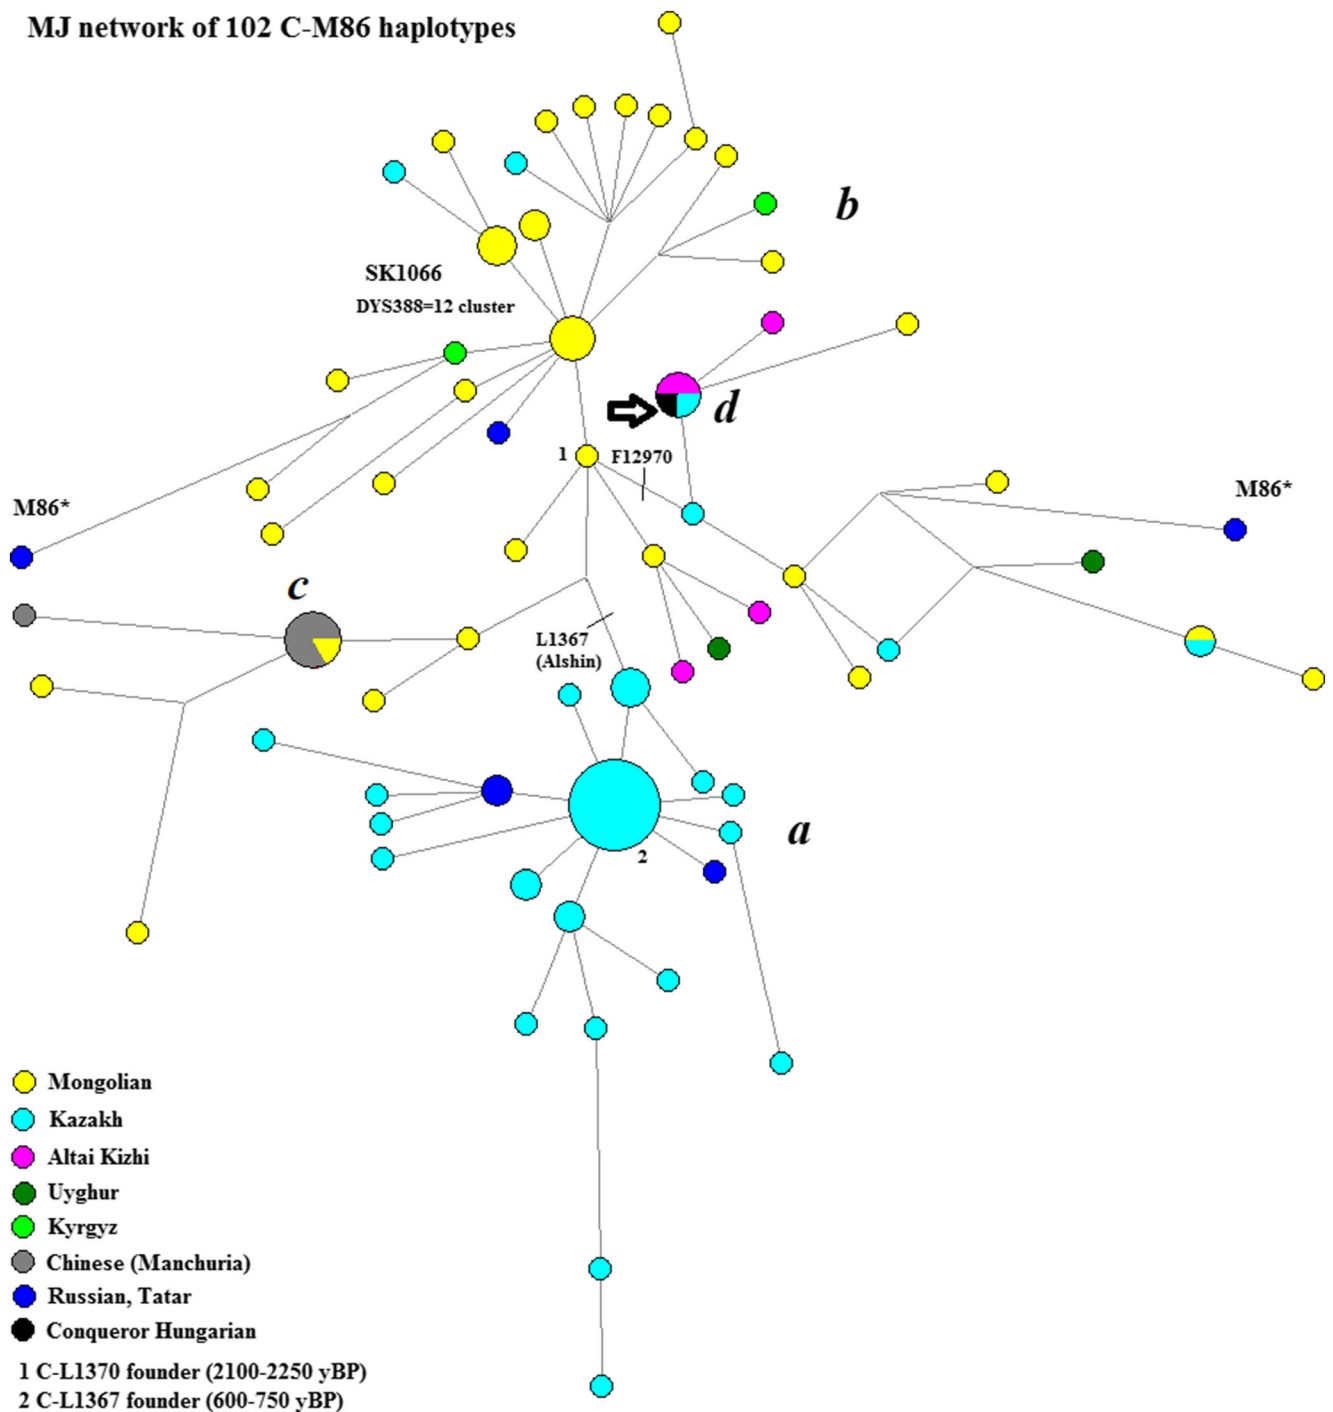 MJ network of 102 C-M86 haplotypes
b
SK1066
DYS388=12 cluster
d
1
F12970
M86*
M86*
c
L1367
(Alshin)
a
2
Mongolian
Kazakh
Altai Kizhi
Uyghur
Kyrgyz
Chinese (Manchuria)
Russian, Tatar
Conqueror Hungarian
1 C-L1370 founder (2100-2250 yBP)
2 C-L1367 founder (600-750 yBP)